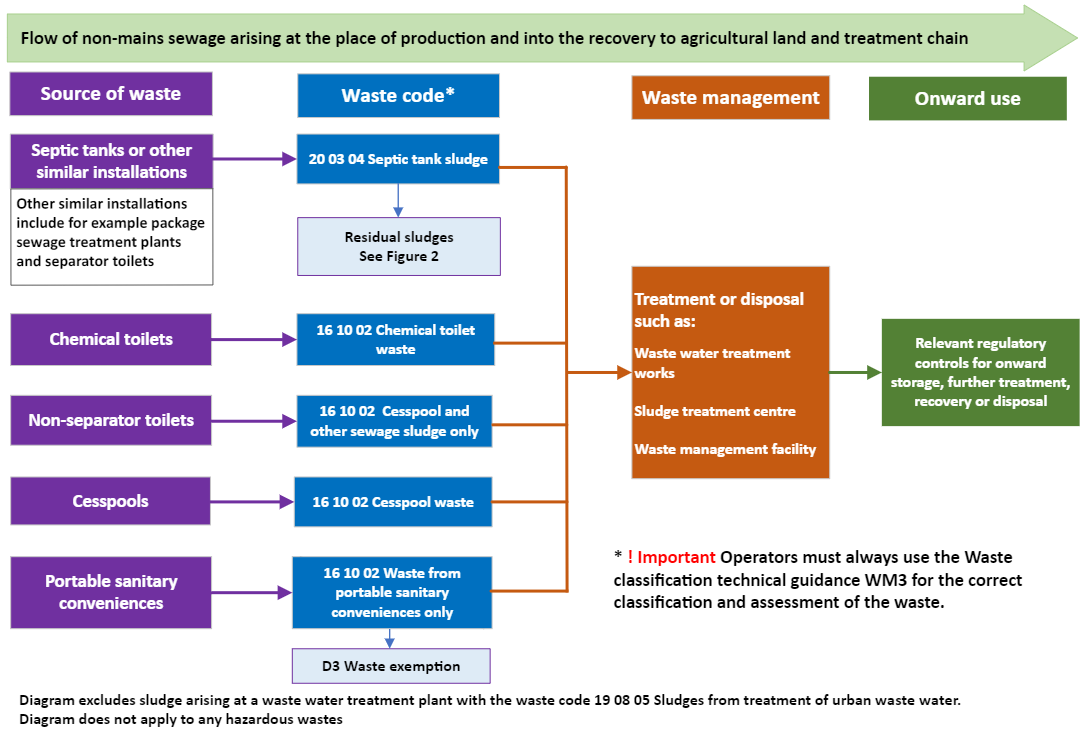 Flow of non-mains sewage arising at the place of production and into the recovery to agricultural land and treatment chain
Source of waste
Waste code*
Waste management
Onward use
Septic tanks or other
similar installations
Other similar installations
include for example package
sewage treatment plants
and separator toilets
20 03 04 Septic tank sludge
Residual sludges
See Figure 2
Chemical toilets
16 10 02 Chemical toilet
waste
Non-separator toilets
16 10 02 Cesspool and
other sewage sludge only
Cesspools
16 10 02 Cesspool waste
Portable sanitary
conveniences
16 10 02 Waste from
portable sanitary
conveniences only
D3 Waste exemption
Treatment or disposal
such as:
Waste water treatment
works
Sludge treatment centre
Waste management facility
Relevant regulatory
controls for onward
storage, further treatment,
recovery or disposal
* ! Important Operators must always use the Waste
classification technical guidance WM3 for the correct
classification and assessment of the waste.
Diagram excludes sludge arising at a waste water treatment plant with the waste code 19 08 05 Sludges from treatment of urban waste water.
Diagram does not apply to any hazardous wastes